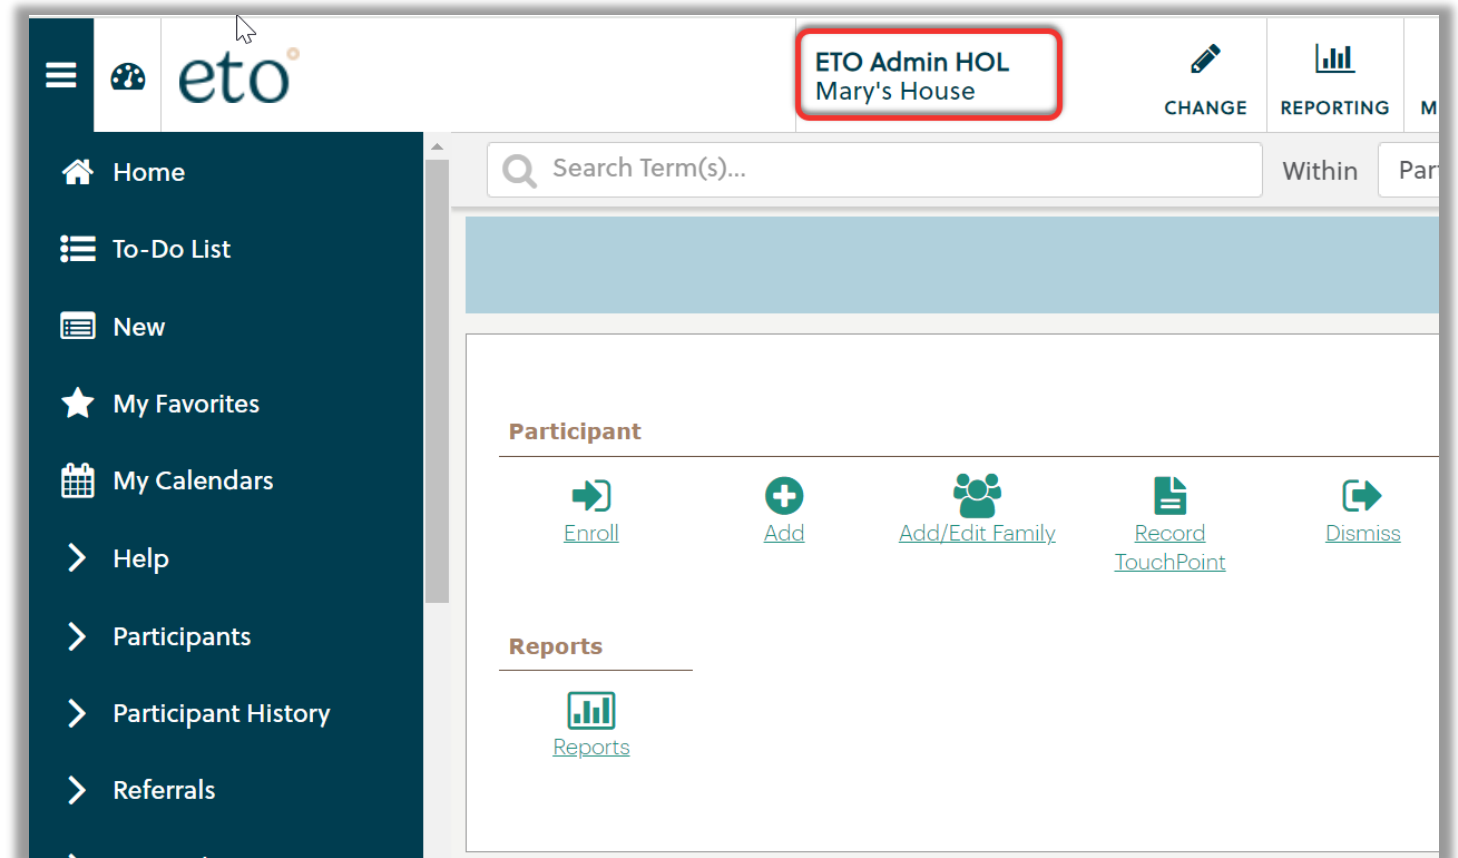 eto
ETO Admin HOL
Mary's House
CHANGE
REPORTING
Search Term(s)...
Within
Home
To-Do List
New
My Favorites
My Calendars
Help
Participants
Participant History
Referrals
Participant
Enroll
Add
Add/Edit Family
Record
TouchPoint
Dismiss
Reports
Reports